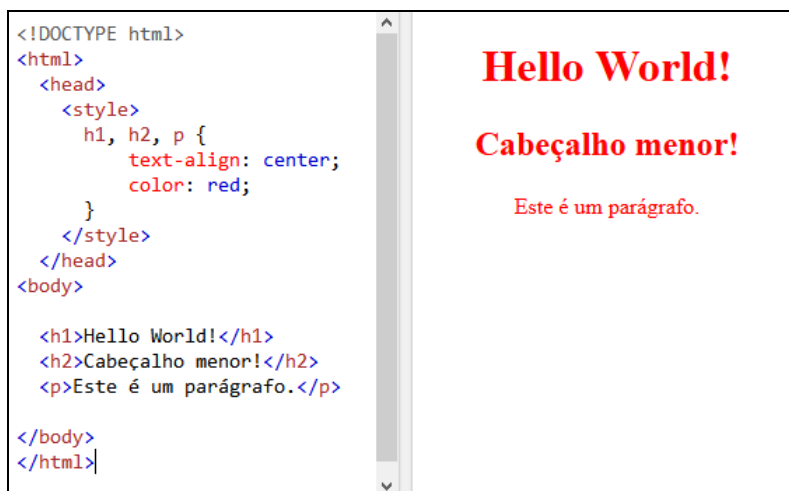 <!DOCTYPE html>
<html>
  <head>
    <style>
      h1, h2, p {
          text-align: center;
          color: red;
      }
    </style>
  </head>
<body>

  <h1>Hello World!</h1>
  <h2>Cabeçalho menor!</h2>
  <p>Este é um parágrafo.</p>

</body>
</html>
Hello World!
Cabeçalho menor!
Este é um parágrafo.